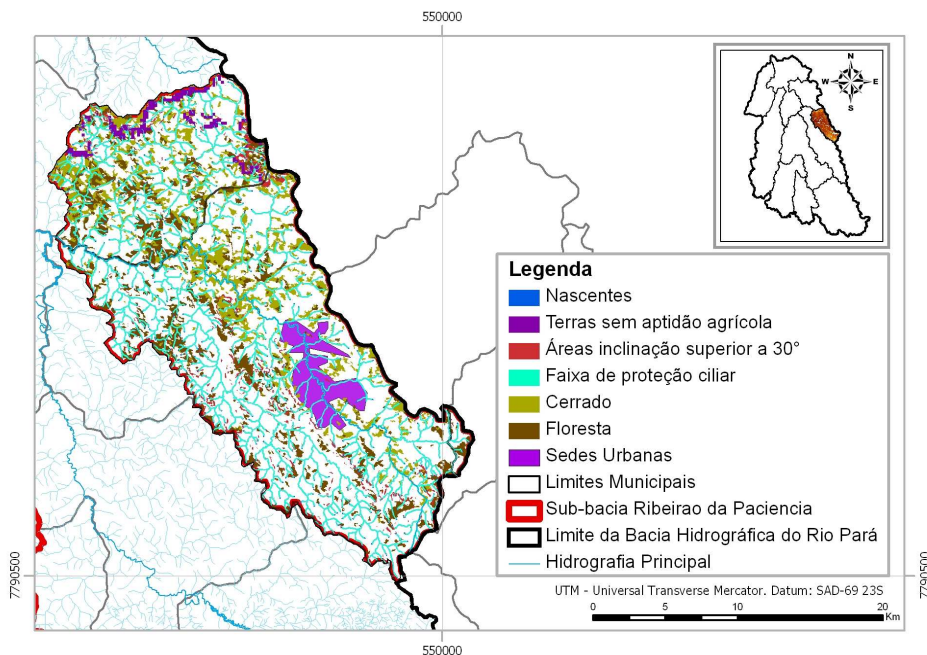 550000
N
W E
S
Legenda
Nascentes
Terras sem aptidão agrícola
Áreas inclinação superior a 30°
Faixa de proteção ciliar
Cerrado
Floresta
Sedes Urbanas
Limites Municipais
Sub-bacia Ribeirao da Paciencia
Limite da Bacia Hidrográfica do Rio Pará
Hidrografia Principal
7790500
7790500
UTM - Universal Transverse Mercator. Datum: SAD-69 23S
0 5 10 20
Km
550000